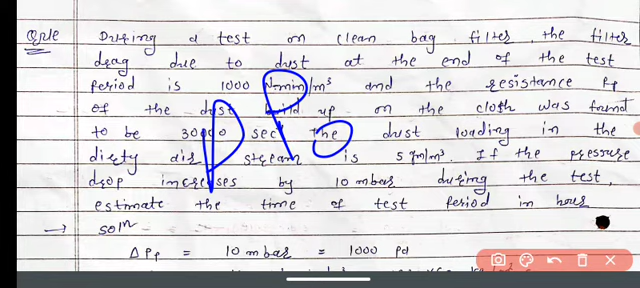 Que During a test on clean bag filter, the filter
drag due to dust at the end of the test
period is 1000 N-min/m³ and the resistance
of the dust build up on the cloth was found
to be 30000 sec⁻¹ the dust loading in the
dirty air stream is 5 gm/m³. If the pressure
drop increases by 10 mbar during the test,
estimate the time of test period in hour
→ solⁿ
ΔPp = 10 mbar = 1000 pa